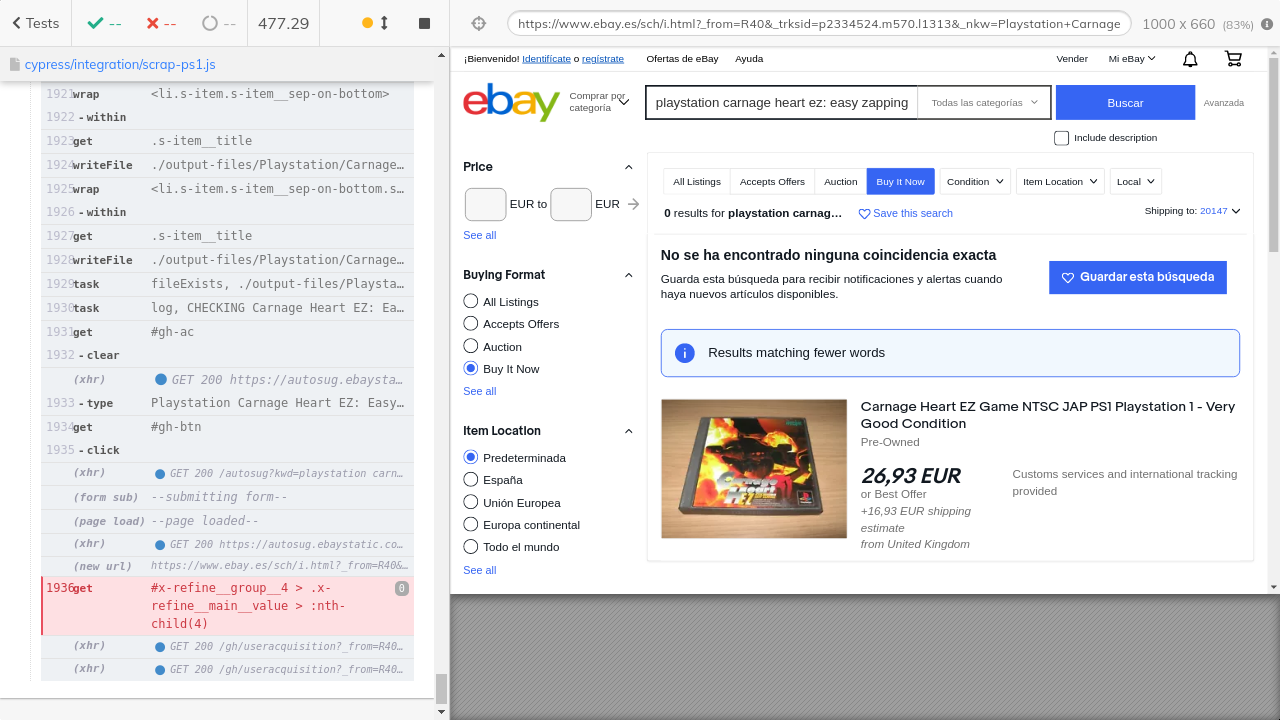 Tests
--
--
--
477.29
https://www.ebay.es/sch/i.html?_from=R40&_trksid=p2334524.m570.l1313&_nkw=Playstation+Carnage
1000 x 660 (83%)
cypress/integration/scrap-ps1.js
1921 wrap <li.s-item.s-item__sep-on-bottom>
1922 -within
1923 get .s-item__title
1924 writeFile ./output-files/Playstation/Carnage…
1925 wrap <li.s-item.s-item__sep-on-bottom.s…
1926 -within
1927 get .s-item__title
1928 writeFile ./output-files/Playstation/Carnage…
1929 task fileExists, ./output-files/Playsta…
1930 task log, CHECKING Carnage Heart EZ: Ea…
1931 get #gh-ac
1932 -clear
(xhr) GET 200 https://autosug.ebaysta…
1933 -type Playstation Carnage Heart EZ: Easy…
1934 get #gh-btn
1935 -click
(xhr) GET 200 /autosug?kwd=playstation carn…
(form sub) --submitting form--
(page load) --page loaded--
(xhr) GET 200 https://autosug.ebaystatic.co…
(new url) https://www.ebay.es/sch/i.html?_from=R40&…
1936 get #x-refine__group__4 > .x-
refine__main__value > :nth-
child(4)
0
(xhr) GET 200 /gh/useracquisition?_from=R40…
(xhr) GET 200 /gh/useracquisition?_from=R40…
¡Bienvenido! Identifícate o regístrate Ofertas de eBay Ayuda Vender Mi eBay
ebay
Comprar por
categoría
playstation carnage heart ez: easy zapping
Todas las categorías
Buscar
Avanzada
Include description
Price
EUR to EUR
See all
Buying Format
All Listings
Accepts Offers
Auction
Buy It Now
See all
Item Location
Predeterminada
España
Unión Europea
Europa continental
Todo el mundo
See all
All Listings Accepts Offers Auction Buy It Now Condition Item Location Local
0 results for playstation carnag… Save this search Shipping to: 20147
No se ha encontrado ninguna coincidencia exacta
Guarda esta búsqueda para recibir notificaciones y alertas cuando
haya nuevos artículos disponibles.
Guardar esta búsqueda
Results matching fewer words
Carnage Heart EZ Game NTSC JAP PS1 Playstation 1 - Very
Good Condition
Pre-Owned
26,93 EUR
or Best Offer
+16,93 EUR shipping
estimate
from United Kingdom
Customs services and international tracking
provided